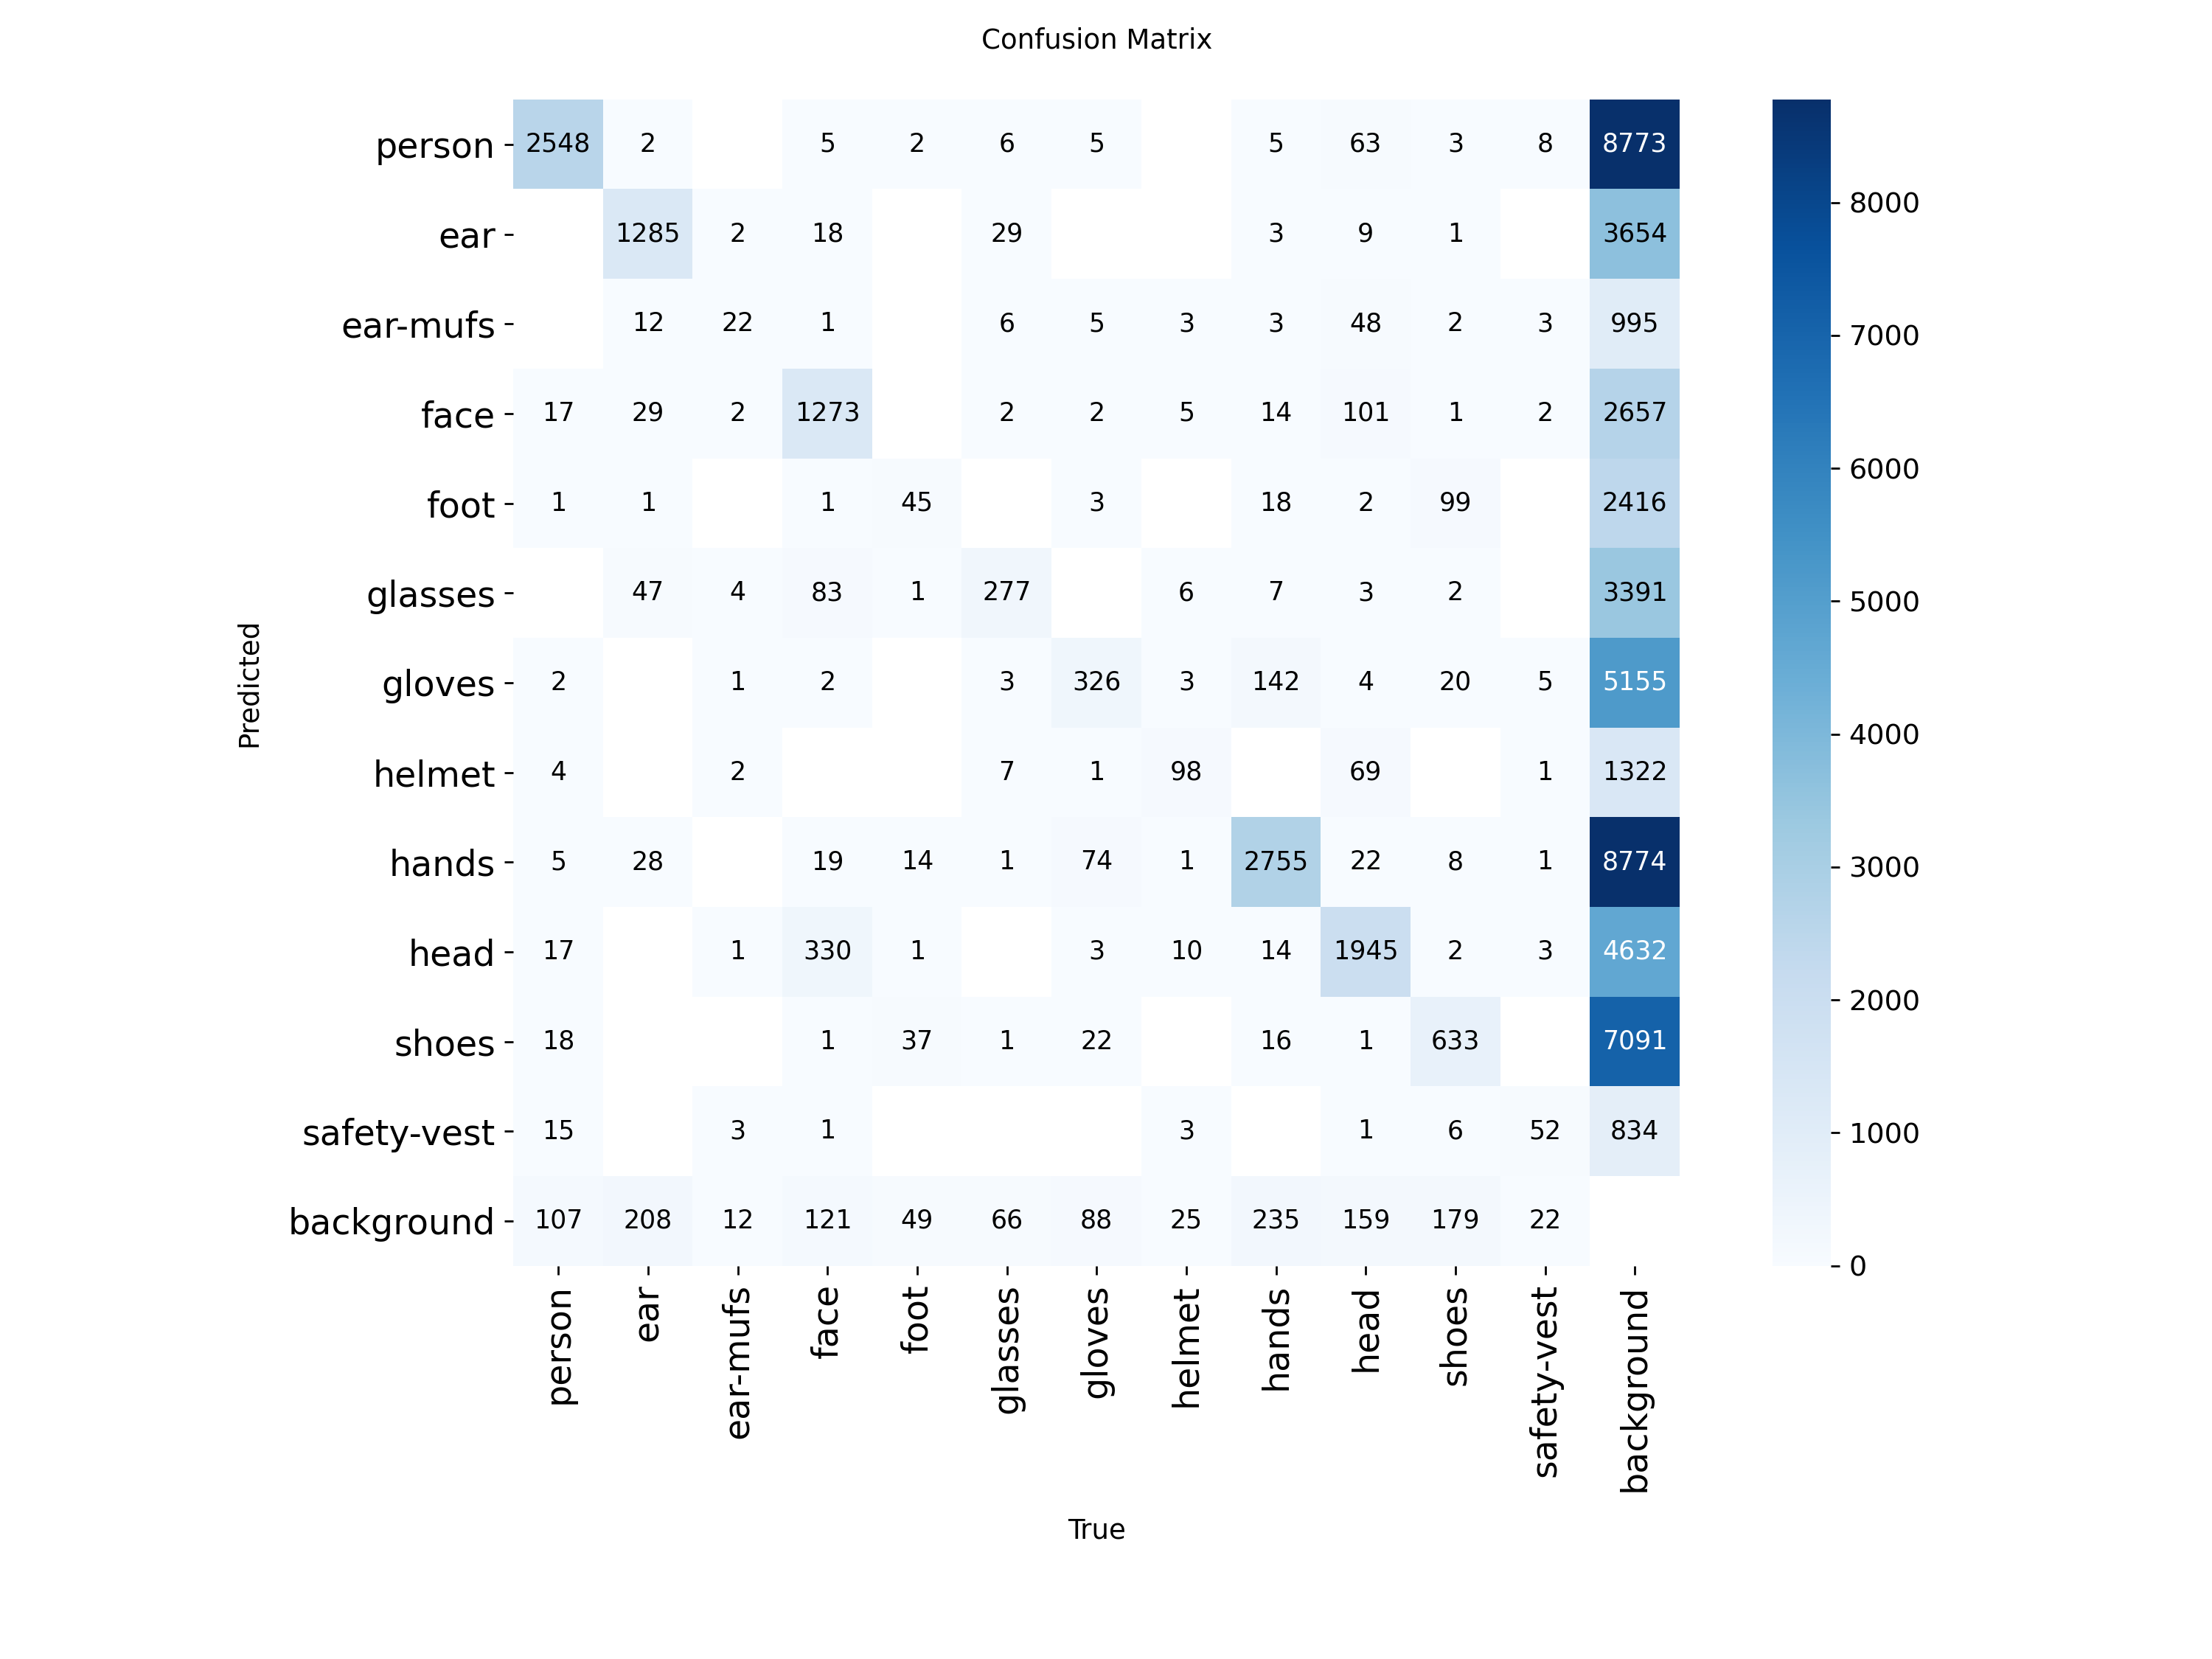 Confusion Matrix
person 2548 2 5 2 6 5 5 63 3 8 8773
ear 1285 2 18 29 3 9 1 3654
ear-mufs 12 22 1 6 5 3 3 48 2 3 995
face 17 29 2 1273 2 2 5 14 101 1 2 2657
foot 1 1 1 45 3 18 2 99 2416
glasses 47 4 83 1 277 6 7 3 2 3391
gloves 2 1 2 3 326 3 142 4 20 5 5155
helmet 4 2 7 1 98 69 1 1322
hands 5 28 19 14 1 74 1 2755 22 8 1 8774
head 17 1 330 1 3 10 14 1945 2 3 4632
shoes 18 1 37 1 22 16 1 633 7091
safety-vest 15 3 1 3 1 6 52 834
background 107 208 12 121 49 66 88 25 235 159 179 22
person ear ear-mufs face foot glasses gloves helmet hands head shoes safety-vest background
True
Predicted
8000
7000
6000
5000
4000
3000
2000
1000
0